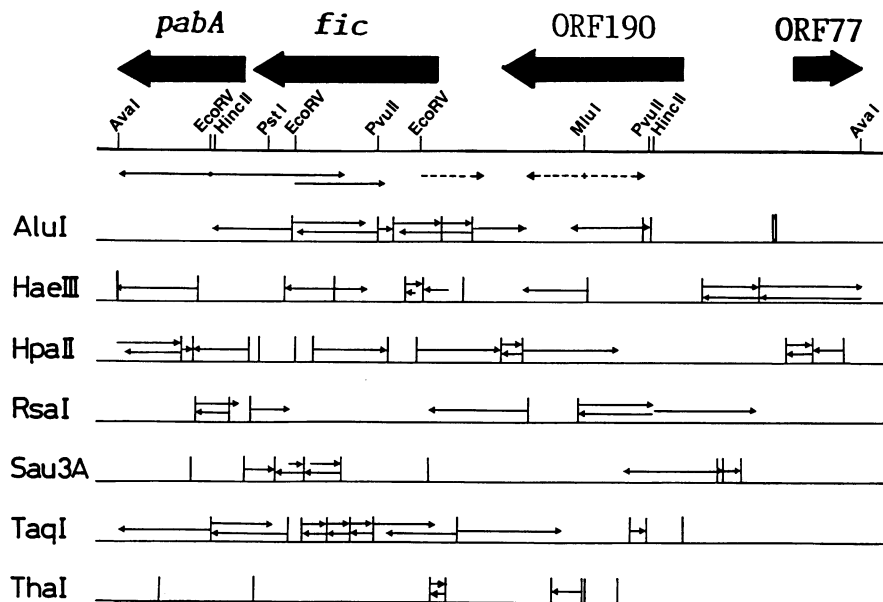 pabA fic ORF190 ORF77
AvaI EcoRV HincII PstI EcoRV PvuII EcoRV MluI PvuII HincII AvaI
AluI
HaeIII
HpaII
RsaI
Sau3A
TaqI
ThaI